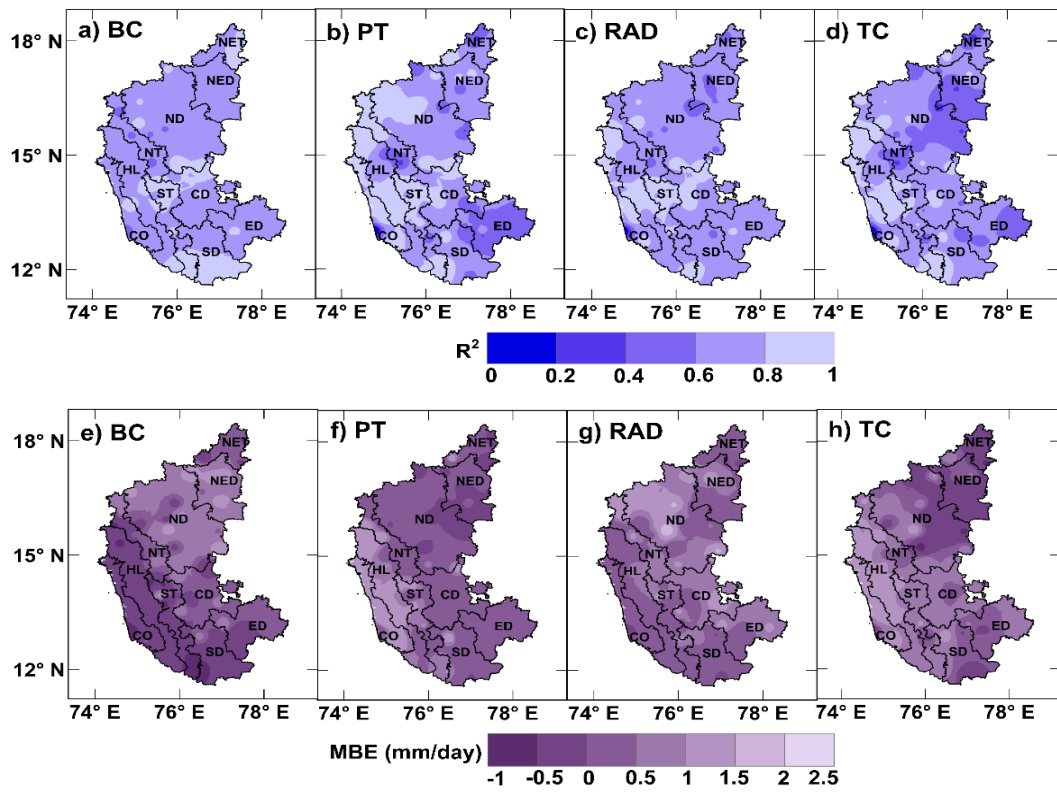 a) BC
b) PT
c) RAD
d) TC
18° N
15° N
12° N
NET
NED
ND
NT
HL
ST
CD
CO
ED
SD
NET
NED
ND
NT
HL
ST
CD
CO
ED
SD
NET
NED
ND
NT
HL
ST
CD
CO
ED
SD
NET
NED
ND
NT
HL
ST
CD
CO
ED
SD
74° E 76° E 78° E
74° E 76° E 78° E
74° E 76° E 78° E
74° E 76° E 78° E
R²
0 0.2 0.4 0.6 0.8 1
e) BC
f) PT
g) RAD
h) TC
18° N
15° N
12° N
NET
NED
ND
NT
HL
ST
CD
CO
ED
SD
NET
NED
ND
NT
HL
ST
CD
CO
ED
SD
NET
NED
ND
NT
HL
ST
CD
CO
ED
SD
NET
NED
ND
NT
HL
ST
CD
CO
ED
SD
74° E 76° E 78° E
74° E 76° E 78° E
74° E 76° E 78° E
74° E 76° E 78° E
MBE (mm/day)
-1 -0.5 0 0.5 1 1.5 2 2.5